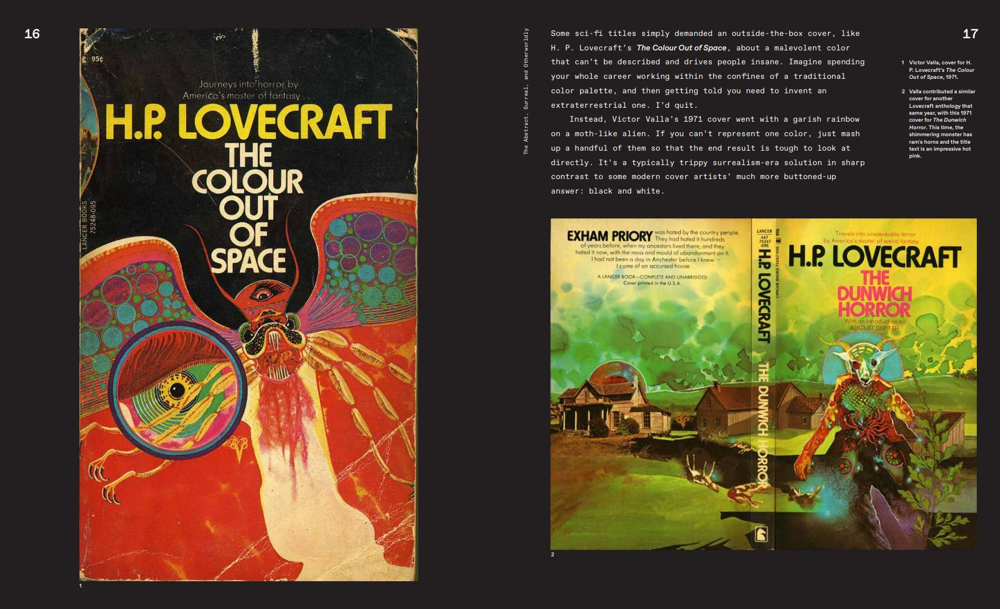 16
95¢
Journeys into horror by
America's master of fantasy . . .
H.P. LOVECRAFT
THE
COLOUR
OUT
OF
SPACE
LANCER BOOKS
75248-095
1
The Abstract, Surreal, and Otherworldly
Some sci-fi titles simply demanded an outside-the-box cover, like
H. P. Lovecraft's The Colour Out of Space, about a malevolent color
that can't be described and drives people insane. Imagine spending
your whole career working within the confines of a traditional
color palette, and then getting told you need to invent an
extraterrestrial one. I'd quit.
Instead, Victor Valla's 1971 cover went with a garish rainbow
on a moth-like alien. If you can't represent one color, just mash
up a handful of them so that the end result is tough to look at
directly. It's a typically trippy surrealism-era solution in sharp
contrast to some modern cover artists' much more buttoned-up
answer: black and white.
17
1 Victor Valla, cover for H.
P. Lovecraft's The Colour
Out of Space, 1971.
2 Valla contributed a similar
cover for another
Lovecraft anthology that
same year, with this 1971
cover for The Dunwich
Horror. This time, the
shimmering monster has
ram's horns and the title
text is an impressive hot
pink.
EXHAM PRIORY was hated by the country people.
They had hated it hundreds
of years before, when my ancestors lived there, and they
hated it now, with the moss and mould of abandonment on it.
I had not been a day in Anchester before I knew
I came of an accursed house
A LANCER BOOK—COMPLETE AND UNABRIDGED
Cover printed in the U.S.A.
LANCER
447
75247
-095
H.P. LOVECRAFT
THE DUNWICH HORROR
95¢
LANCER BOOKS 75247-095
Travels into unspeakable terror
by America's master of weird fantasy
H.P. LOVECRAFT
THE
DUNWICH
HORROR
With an Introduction by
AUGUST DERLETH
2